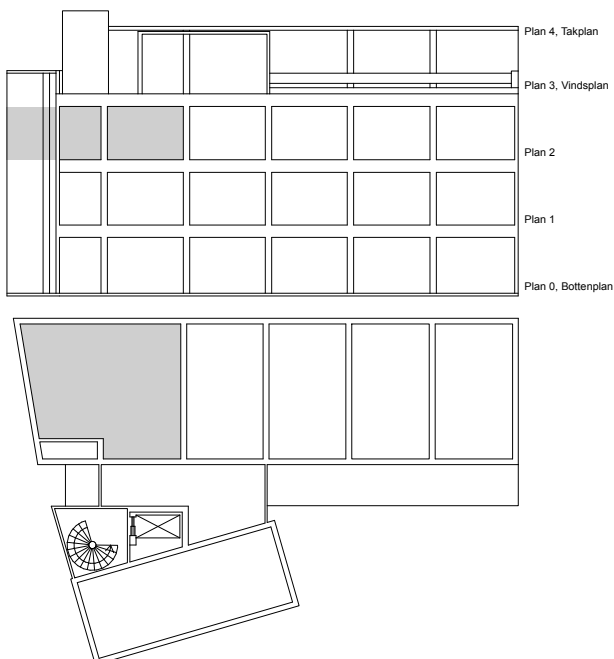 Plan 4, Takplan
Plan 3, Vindsplan
Plan 2
Plan 1
Plan 0, Bottenplan